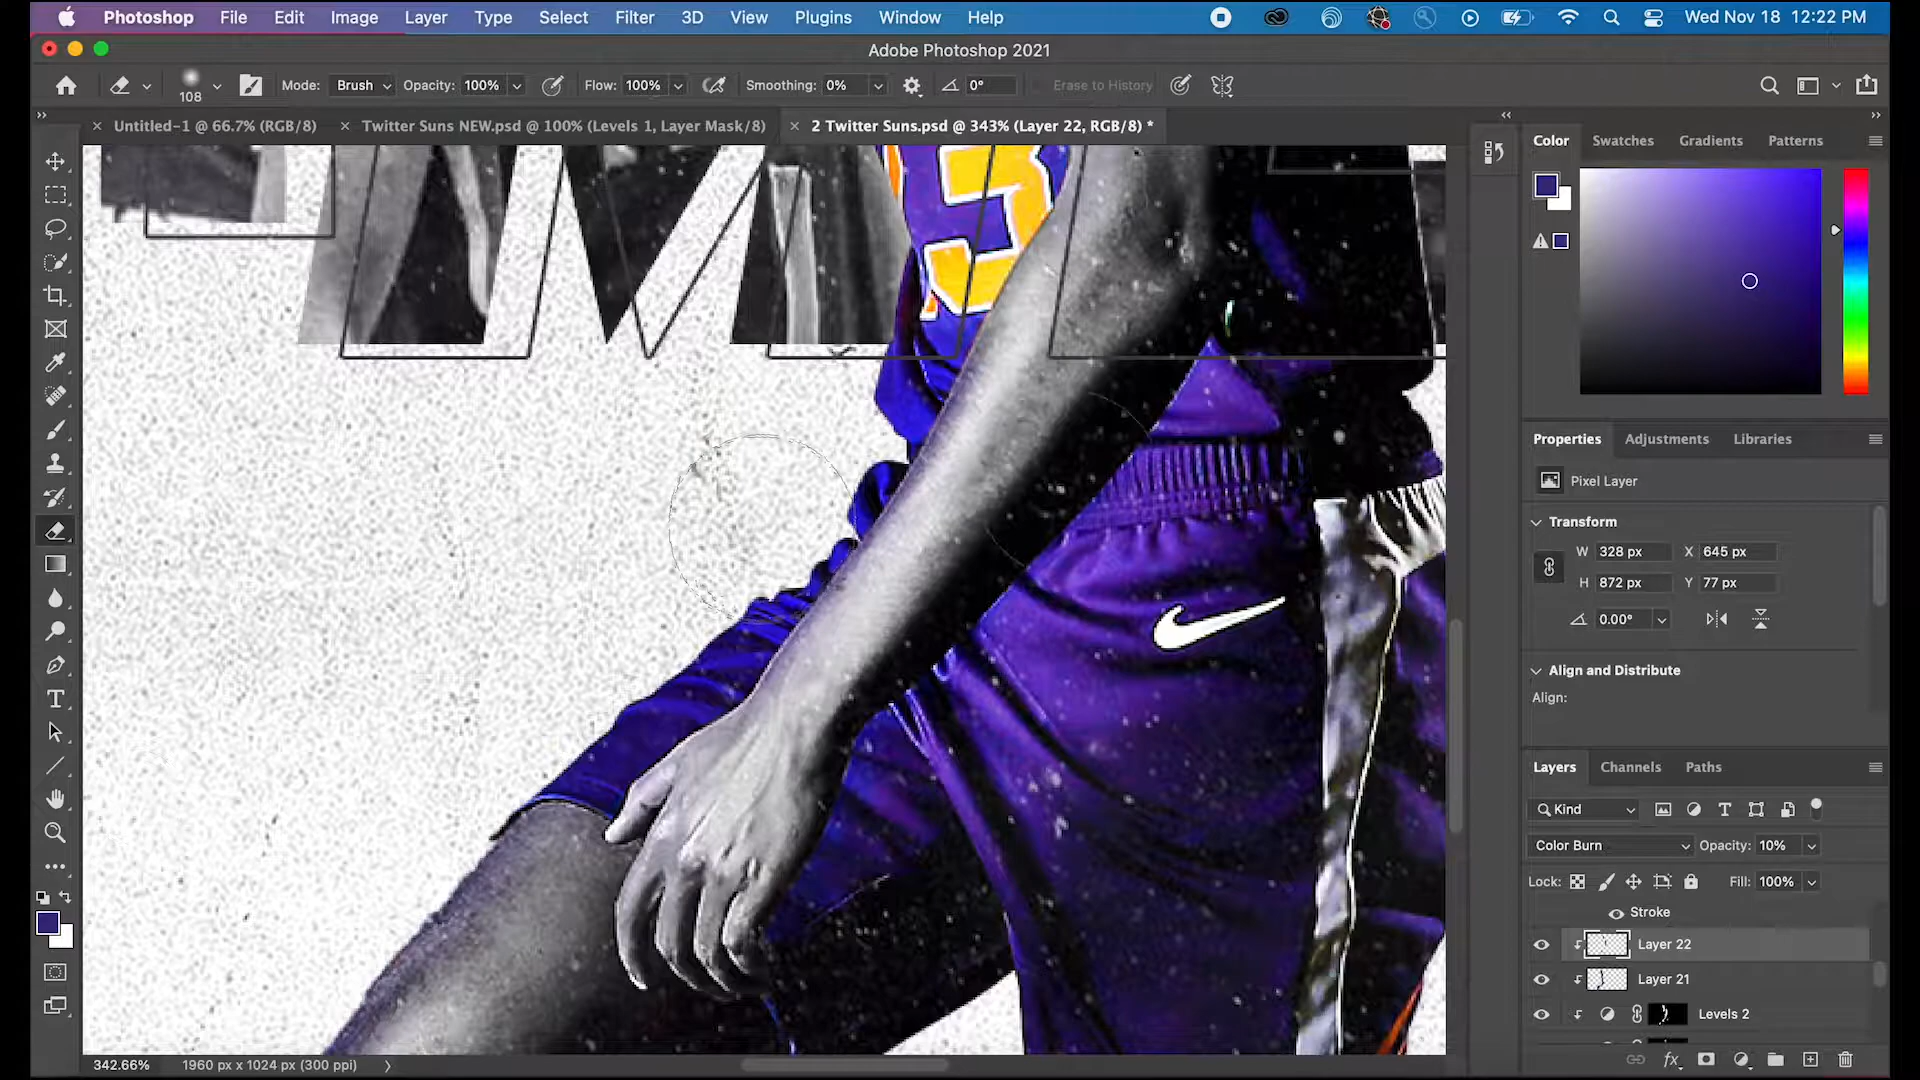 Photoshop File Edit Image Layer Type Select Filter 3D View Plugins Window Help Wed Nov 18 12:22 PM
Adobe Photoshop 2021
108 Mode: Brush Opacity: 100% Flow: 100% Smoothing: 0% 0° Erase to History
Untitled-1 @ 66.7% (RGB/8) Twitter Suns NEW.psd @ 100% (Levels 1, Layer Mask/8) 2 Twitter Suns.psd @ 343% (Layer 22, RGB/8) *
Color Swatches Gradients Patterns
Properties Adjustments Libraries
Pixel Layer
Transform
W 328 px X 645 px
H 872 px Y 77 px
0.00°
Align and Distribute
Align:
Layers Channels Paths
Kind
Color Burn Opacity: 10%
Lock: Fill: 100%
Stroke
Layer 22
Layer 21
Levels 2
342.66% 1960 px x 1024 px (300 ppi)